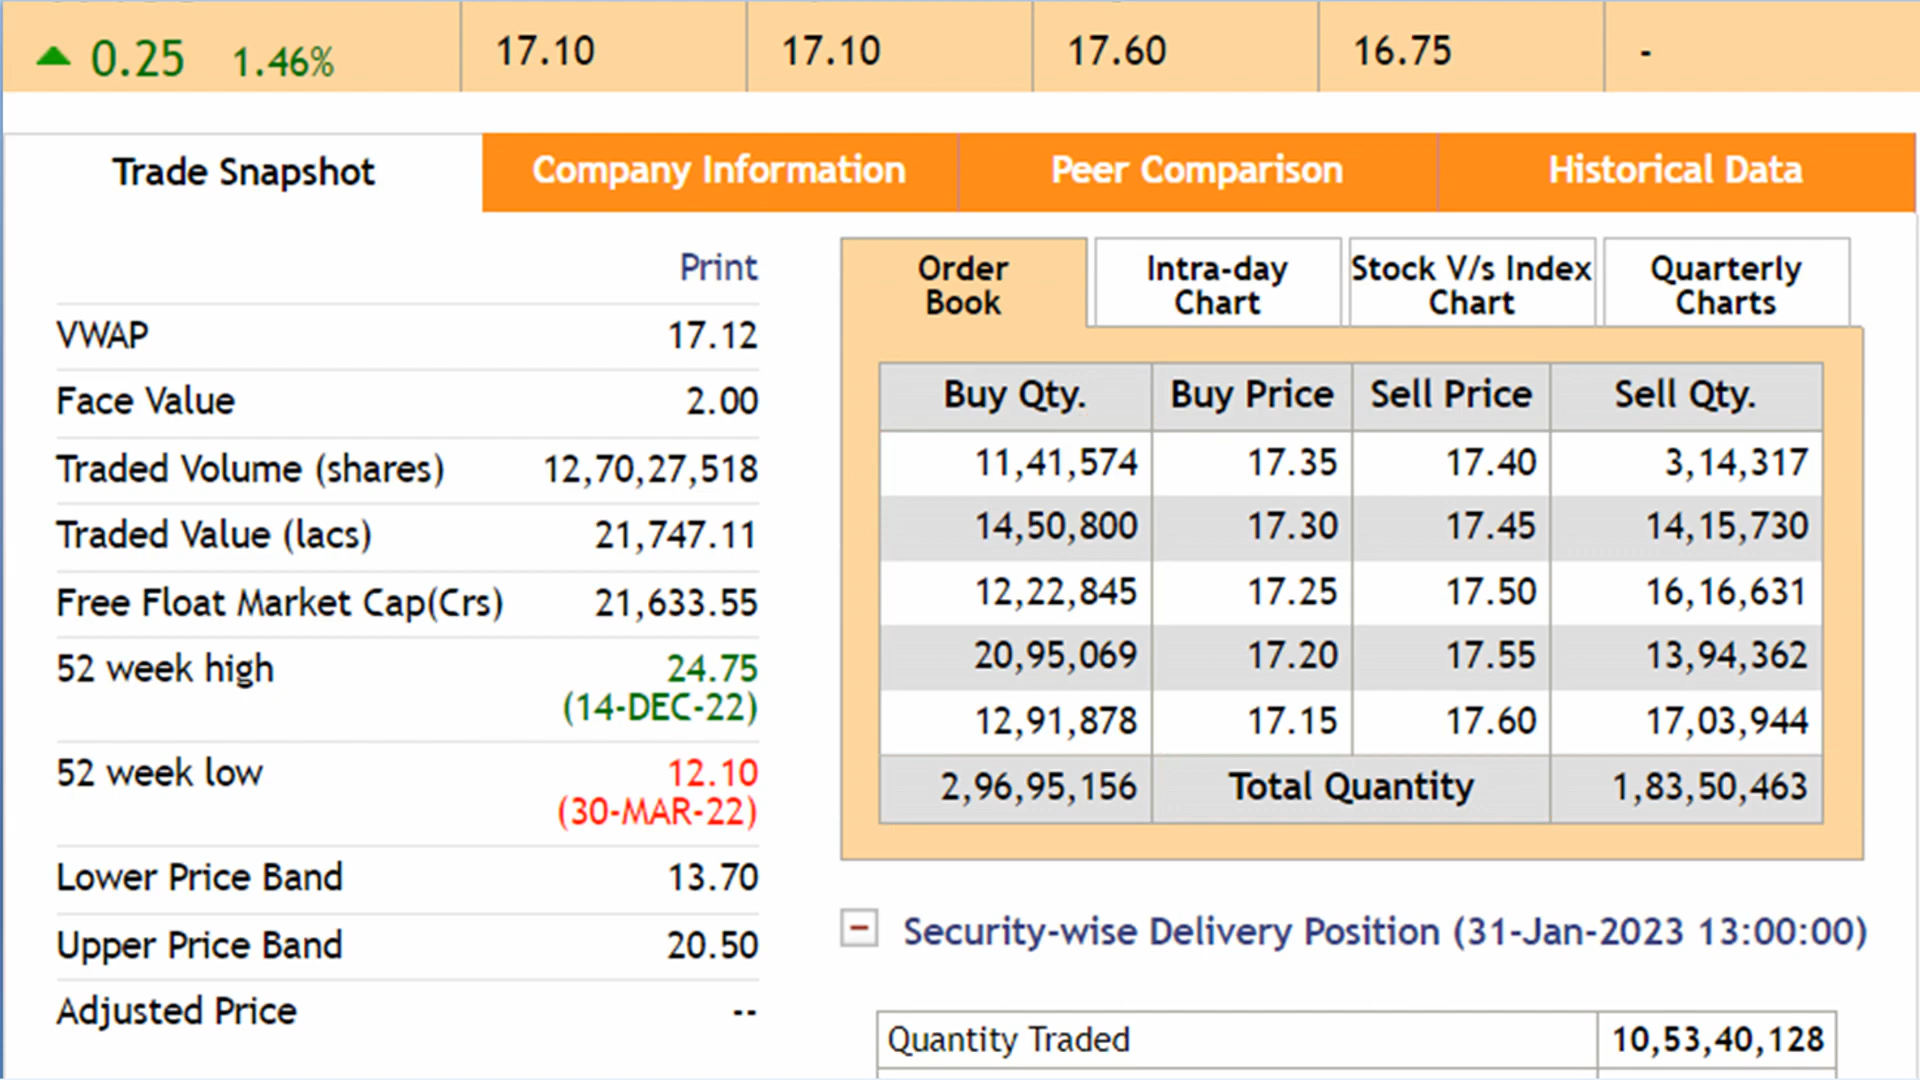 0.25 1.46% 17.10 17.10 17.60 16.75 -
Trade Snapshot Company Information Peer Comparison Historical Data
Print
VWAP 17.12
Face Value 2.00
Traded Volume (shares) 12,70,27,518
Traded Value (lacs) 21,747.11
Free Float Market Cap(Crs) 21,633.55
52 week high 24.75
(14-DEC-22)
52 week low 12.10
(30-MAR-22)
Lower Price Band 13.70
Upper Price Band 20.50
Adjusted Price --
Order Intra-day Stock V/s Index Quarterly
Book Chart Chart Charts
Buy Qty. Buy Price Sell Price Sell Qty.
11,41,574 17.35 17.40 3,14,317
14,50,800 17.30 17.45 14,15,730
12,22,845 17.25 17.50 16,16,631
20,95,069 17.20 17.55 13,94,362
12,91,878 17.15 17.60 17,03,944
2,96,95,156 Total Quantity 1,83,50,463
Security-wise Delivery Position (31-Jan-2023 13:00:00)
Quantity Traded 10,53,40,128